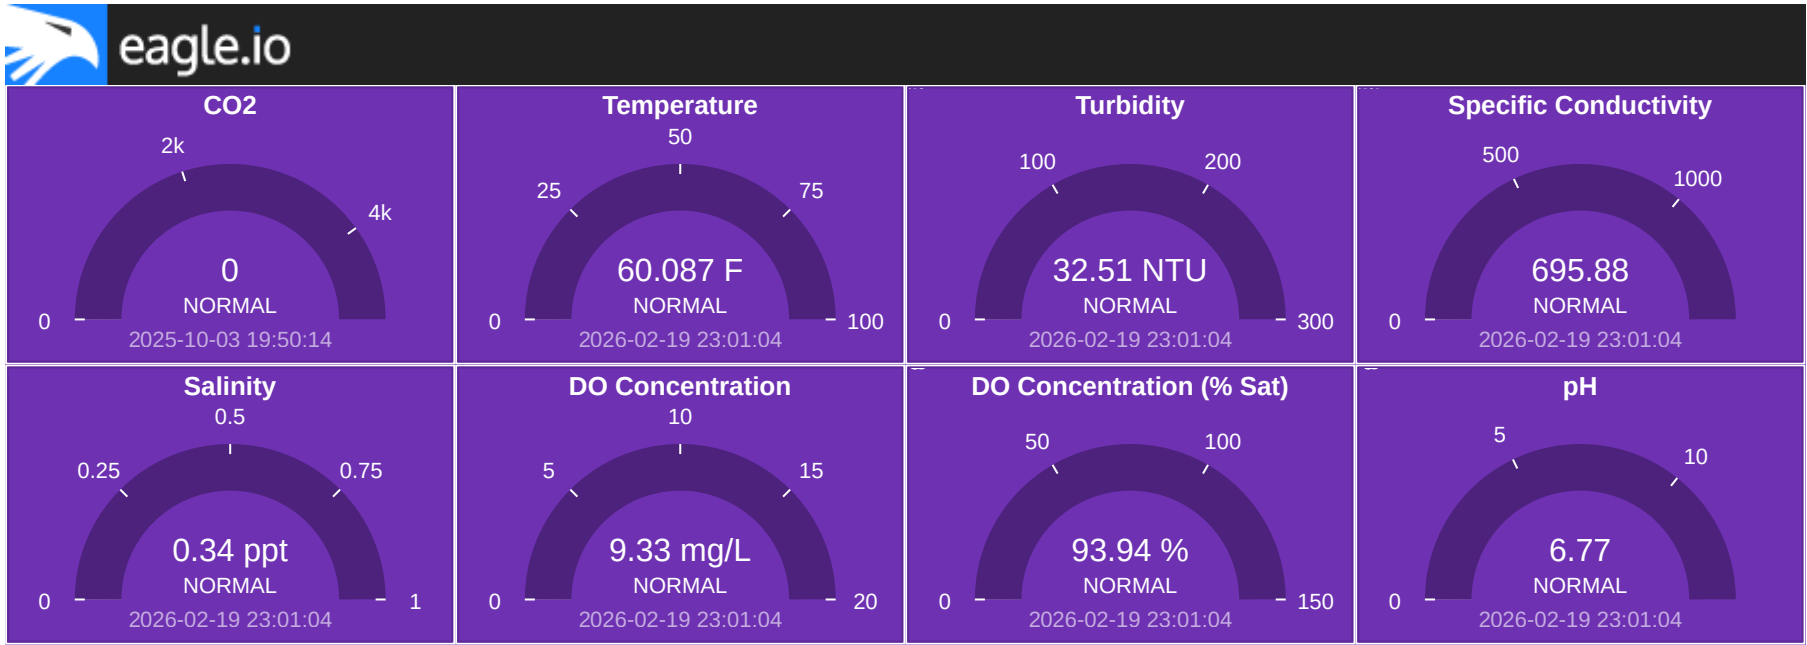 eagle.io
CO2
2k
4k
0
0
NORMAL
2025-10-03 19:50:14
Temperature
50
25
75
60.087 F
NORMAL
0
100
2026-02-19 23:01:04
Turbidity
100
200
32.51 NTU
NORMAL
0
300
2026-02-19 23:01:04
Specific Conductivity
500
1000
695.88
NORMAL
0
2026-02-19 23:01:04
Salinity
0.5
0.25
0.75
0.34 ppt
NORMAL
0
1
2026-02-19 23:01:04
DO Concentration
10
5
15
9.33 mg/L
NORMAL
0
20
2026-02-19 23:01:04
DO Concentration (% Sat)
50
100
93.94 %
NORMAL
0
150
2026-02-19 23:01:04
pH
5
10
6.77
NORMAL
0
2026-02-19 23:01:04